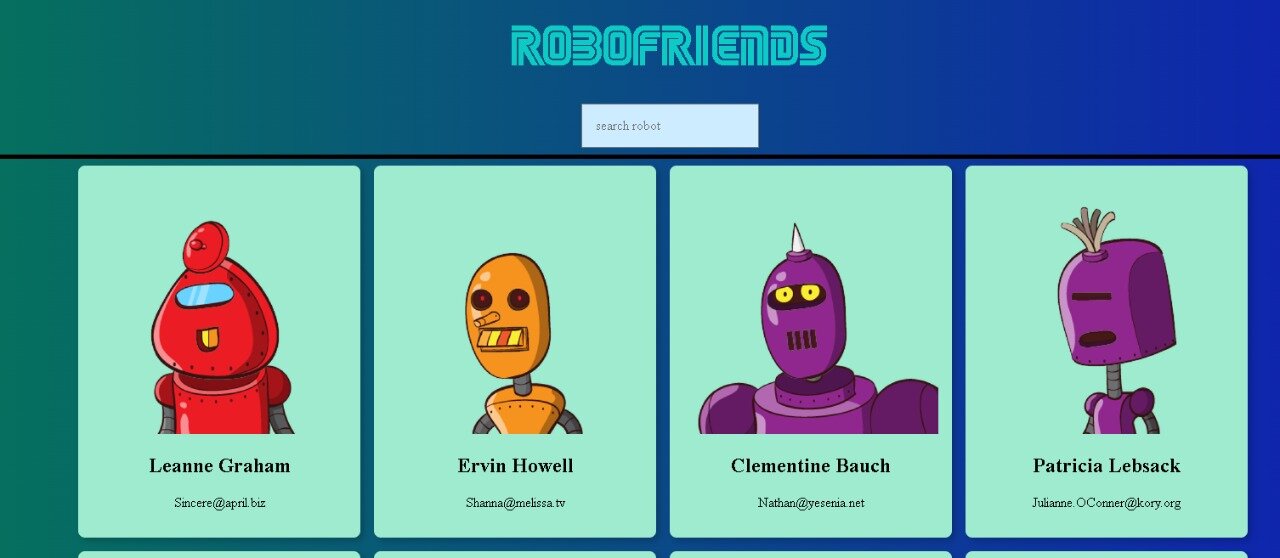 ROBOFRIENDS
search robot
Leanne Graham
Sincere@april.biz
Ervin Howell
Shanna@melissa.tv
Clementine Bauch
Nathan@yesenia.net
Patricia Lebsack
Julianne.OConner@kory.org